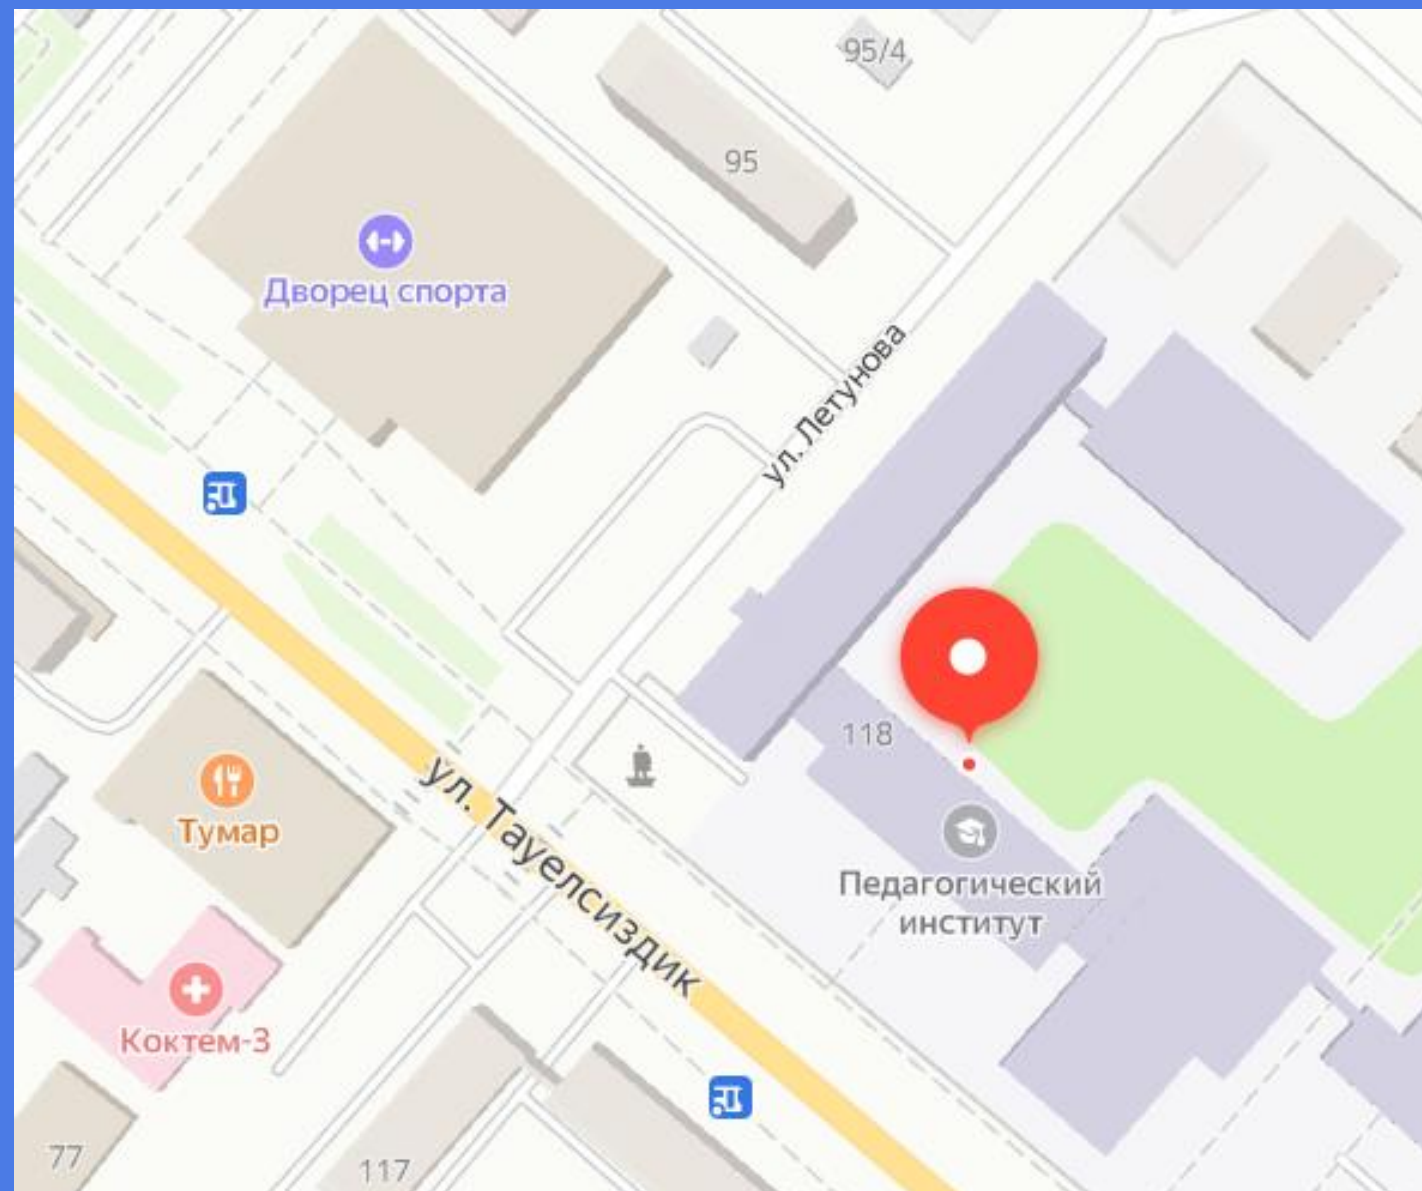 95/4
95
Дворец спорта
ул. Летунова
118
ул. Тауелсиздик
Тумар
Педагогический
институт
Коктем-3
77
117